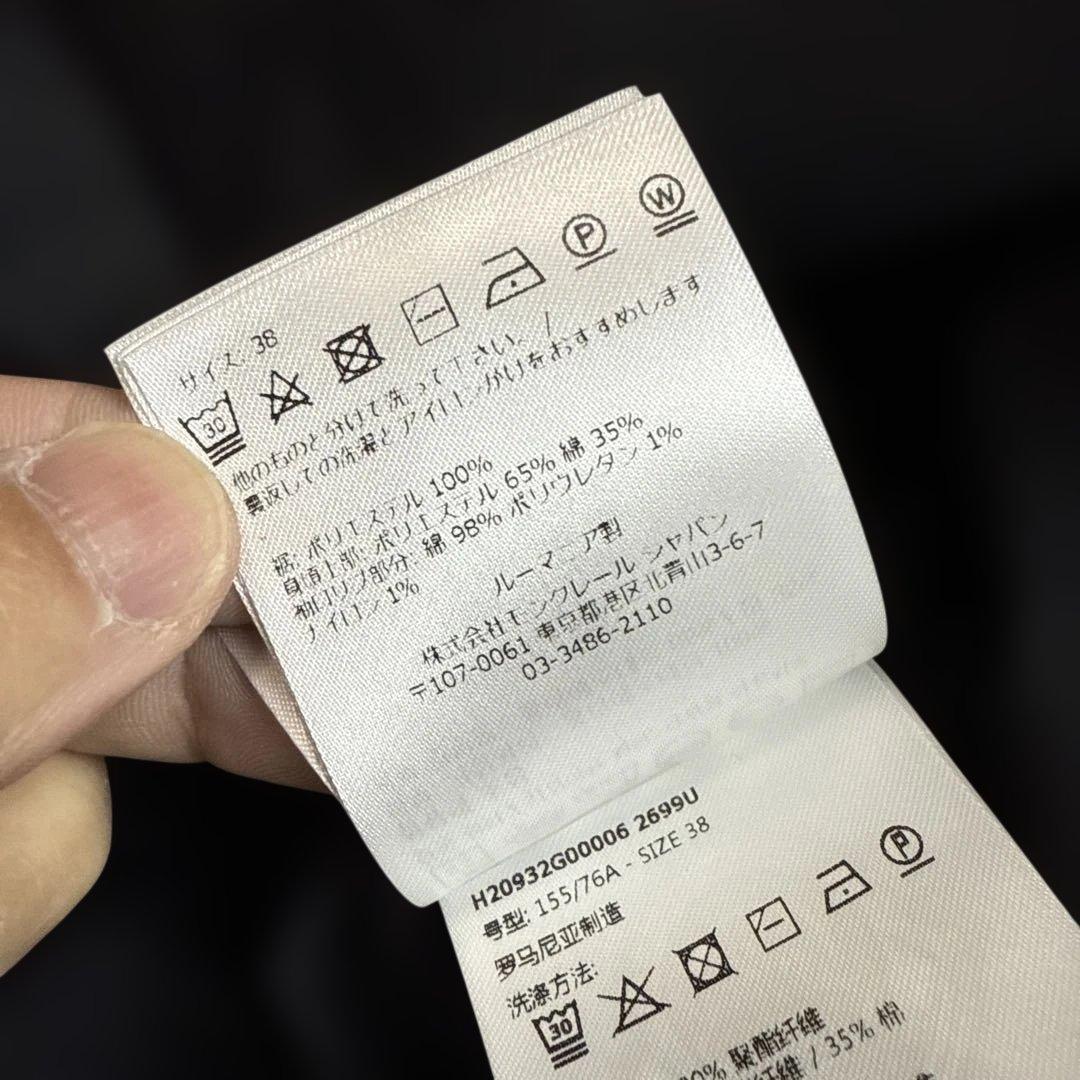 サイズ: 38
30
P
W
他のものと分けて洗って下さい。/
裏返しての洗濯とアイロンがけをおすすめします
裾: ポリエステル 100%
身頃上部: ポリエステル 65% 綿 35%
袖口リブ部分: 綿 98% ポリウレタン 1%
ナイロン 1%
ルーマニア製
株式会社モンクレール ジャパン
〒107-0061 東京都港区北青山3-6-7
03-3486-2110
H20932G00006 2699U
号型: 155/76A - SIZE 38
罗马尼亚制造
洗涤方法:
30
P
聚酯纤维
纤维 / 35% 棉